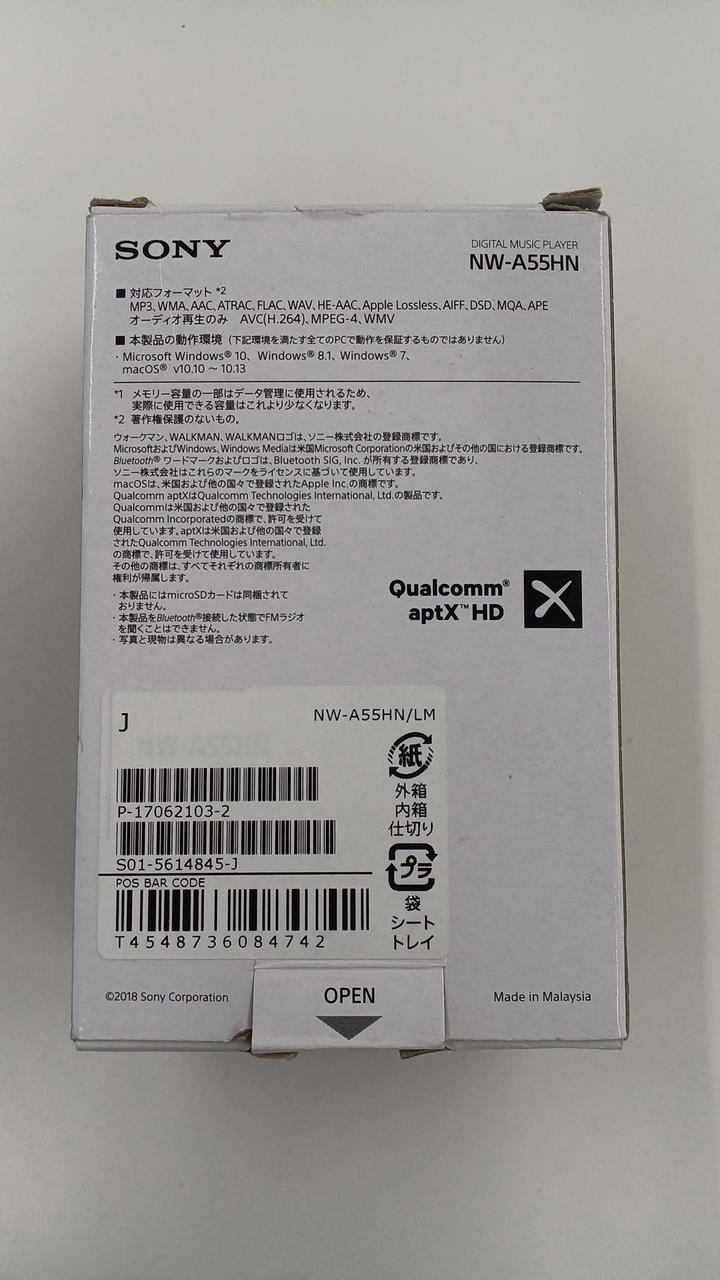 SONY
DIGITAL MUSIC PLAYER
NW-A55HN
■ 対応フォーマット *2
MP3、WMA、AAC、ATRAC、FLAC、WAV、HE-AAC、Apple Lossless、AIFF、DSD、MQA、APE
オーディオ再生のみ AVC(H.264)、MPEG-4、WMV
■ 本製品の動作環境（下記環境を満たす全てのPCで動作を保証するものではありません）
・Microsoft Windows® 10、Windows® 8.1、Windows® 7、
macOS® v10.10 ～ 10.13
*1 メモリー容量の一部はデータ管理に使用されるため、
実際に使用できる容量はこれより少なくなります。
*2 著作権保護のないもの。
ウォークマン、WALKMAN、WALKMANロゴは、ソニー株式会社の登録商標です。
MicrosoftおよびWindows、Windows Mediaは米国Microsoft Corporationの米国およびその他の国における登録商標です。
Bluetooth® ワードマークおよびロゴは、Bluetooth SIG, Inc. が所有する登録商標であり、
ソニー株式会社はこれらのマークをライセンスに基づいて使用しています。
macOSは、米国および他の国々で登録されたApple Inc.の商標です。
Qualcomm aptXはQualcomm Technologies International, Ltd.の製品です。
Qualcommは米国および他の国々で登録された
Qualcomm Incorporatedの商標で、許可を受けて
使用しています。aptXは米国および他の国々で登録
されたQualcomm Technologies International, Ltd.
の商標で、許可を受けて使用しています。
その他の商標は、すべてそれぞれの商標所有者に
権利が帰属します。
・本製品にはmicroSDカードは同梱されて
おりません。
・本製品をBluetooth®接続した状態でFMラジオ
を聞くことはできません。
・写真と現物は異なる場合があります。
Qualcomm®
aptX™ HD
J
NW-A55HN/LM
NW-A55HN
紙
外箱
内箱
仕切り
P-17062103-2
S01-5614845-J
プラ
袋
シート
トレイ
POS BAR CODE
T4548736084742
©2018 Sony Corporation
OPEN
Made in Malaysia